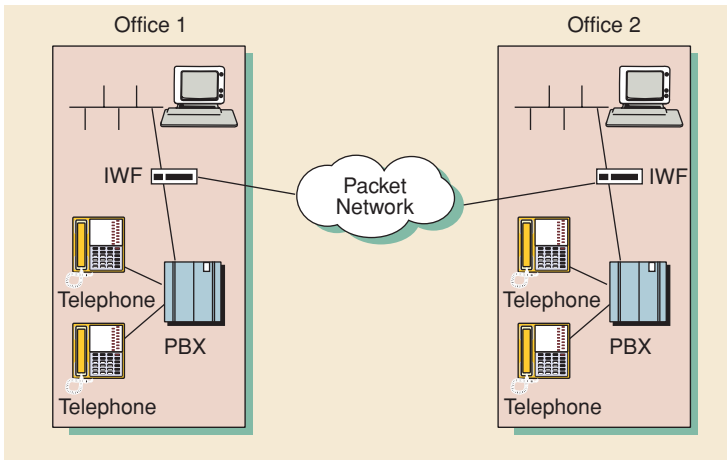 Office 1
Office 2
IWF
Packet
Network
IWF
Telephone
PBX
Telephone
Telephone
PBX
Telephone